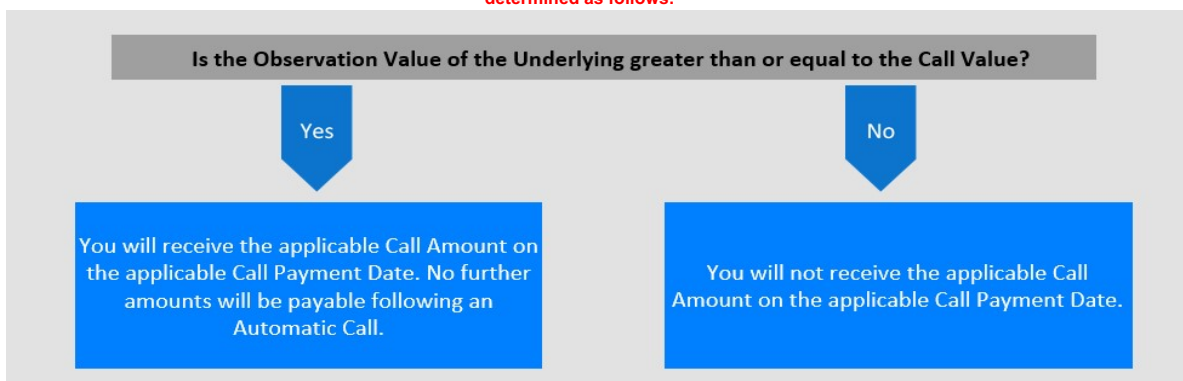 determined as follows:
Is the Observation Value of the Underlying greater than or equal to the Call Value?
Yes
No
You will receive the applicable Call Amount on
the applicable Call Payment Date. No further
amounts will be payable following an
Automatic Call.
You will not receive the applicable Call
Amount on the applicable Call Payment Date.